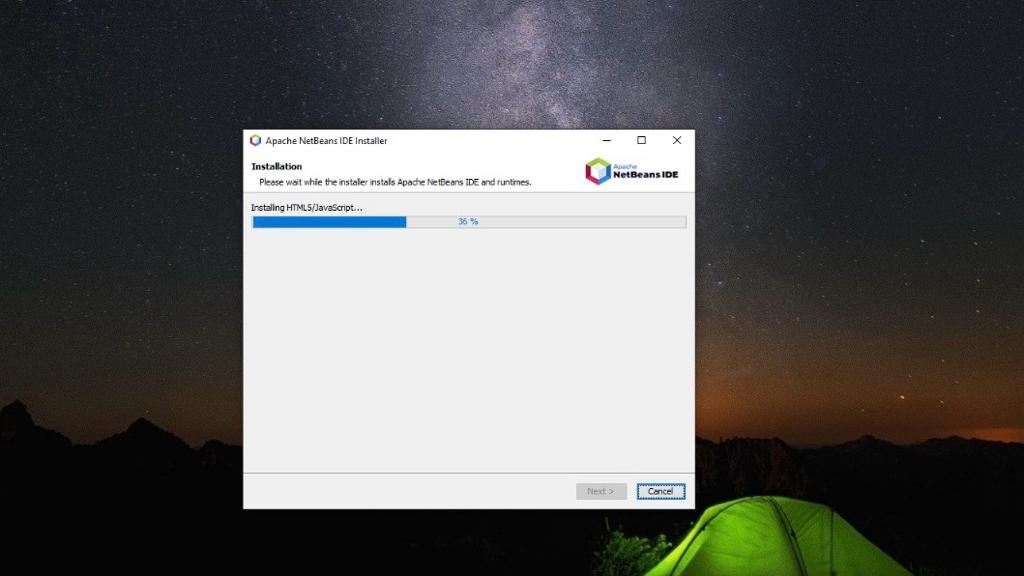 Apache NetBeans IDE Installer
Installation
Please wait while the installer installs Apache NetBeans IDE and runtimes.
Apache
NetBeans IDE
Installing HTML5/JavaScript...
36 %
Next >
Cancel